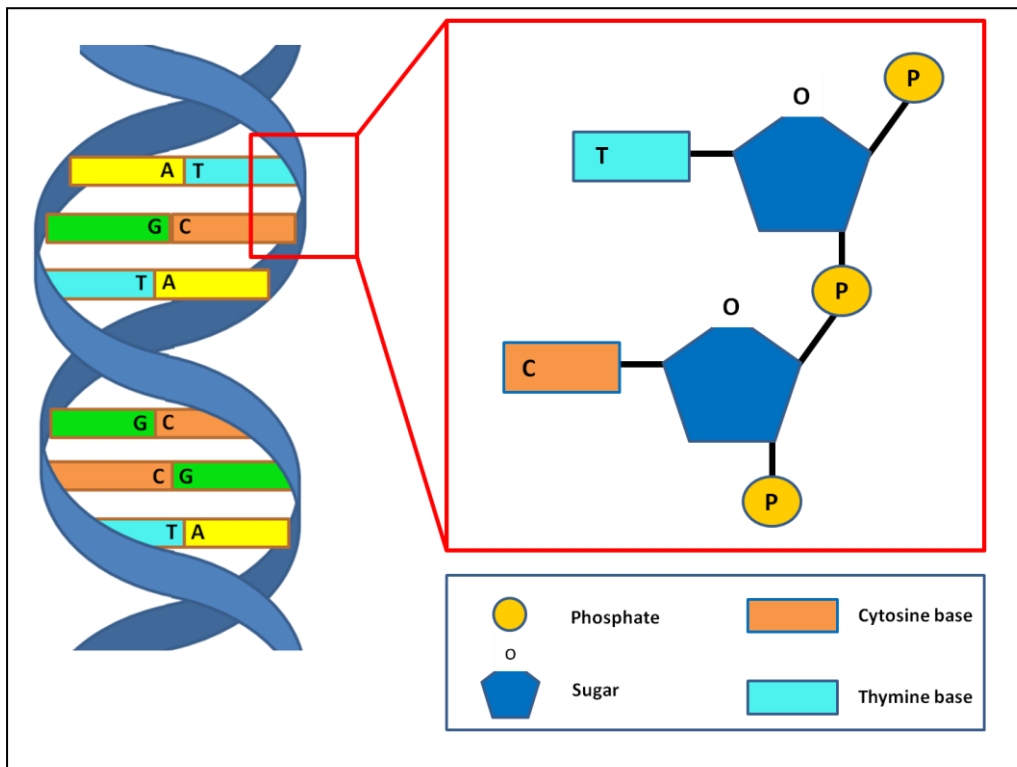 A T
G C
T A
G C
C G
T A
P
O
T
P
O
C
P
Phosphate
Cytosine base
O
Sugar
Thymine base